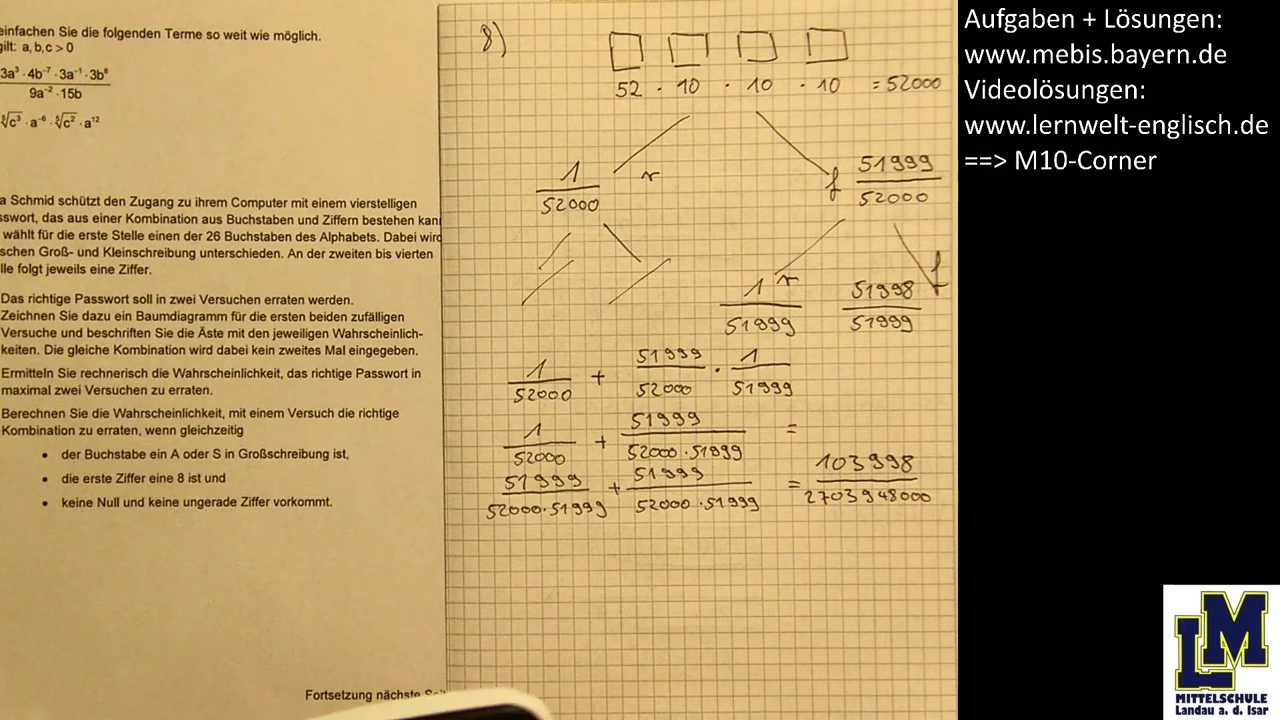 einfachen Sie die folgenden Terme so weit wie möglich.
gilt: a, b, c > 0
3a³ · 4b⁻⁷ · 3a⁻¹ · 3b⁸
9a⁻² · 15b
c³ · a⁻⁶ · c² · a¹²
a Schmid schützt den Zugang zu ihrem Computer mit einem vierstelligen
sswort, das aus einer Kombination aus Buchstaben und Ziffern bestehen kann
wählt für die erste Stelle einen der 26 Buchstaben des Alphabets. Dabei wird
schen Groß- und Kleinschreibung unterschieden. An der zweiten bis vierten
lle folgt jeweils eine Ziffer.
Das richtige Passwort soll in zwei Versuchen erraten werden.
Zeichnen Sie dazu ein Baumdiagramm für die ersten beiden zufälligen
Versuche und beschriften Sie die Äste mit den jeweiligen Wahrscheinlich-
keiten. Die gleiche Kombination wird dabei kein zweites Mal eingegeben.
Ermitteln Sie rechnerisch die Wahrscheinlichkeit, das richtige Passwort in
maximal zwei Versuchen zu erraten.
Berechnen Sie die Wahrscheinlichkeit, mit einem Versuch die richtige
Kombination zu erraten, wenn gleichzeitig
• der Buchstabe ein A oder S in Großschreibung ist,
• die erste Ziffer eine 8 ist und
• keine Null und keine ungerade Ziffer vorkommt.
Fortsetzung nächste
8)
52 · 10 · 10 · 10 = 52000
1 r f 51999
52000 52000
1 r 51998 f
51999 51999
1 + 51999 · 1
52000 52000 51999
1 + 51999 =
52000 52000 · 51999
51999 + 51999 = 103998
52000 · 51999 52000 · 51999 2703948000
Aufgaben + Lösungen:
www.mebis.bayern.de
Videolösungen:
www.lernwelt-englisch.de
==> M10-Corner
LM
MITTELSCHULE
Landau a. d. Isar